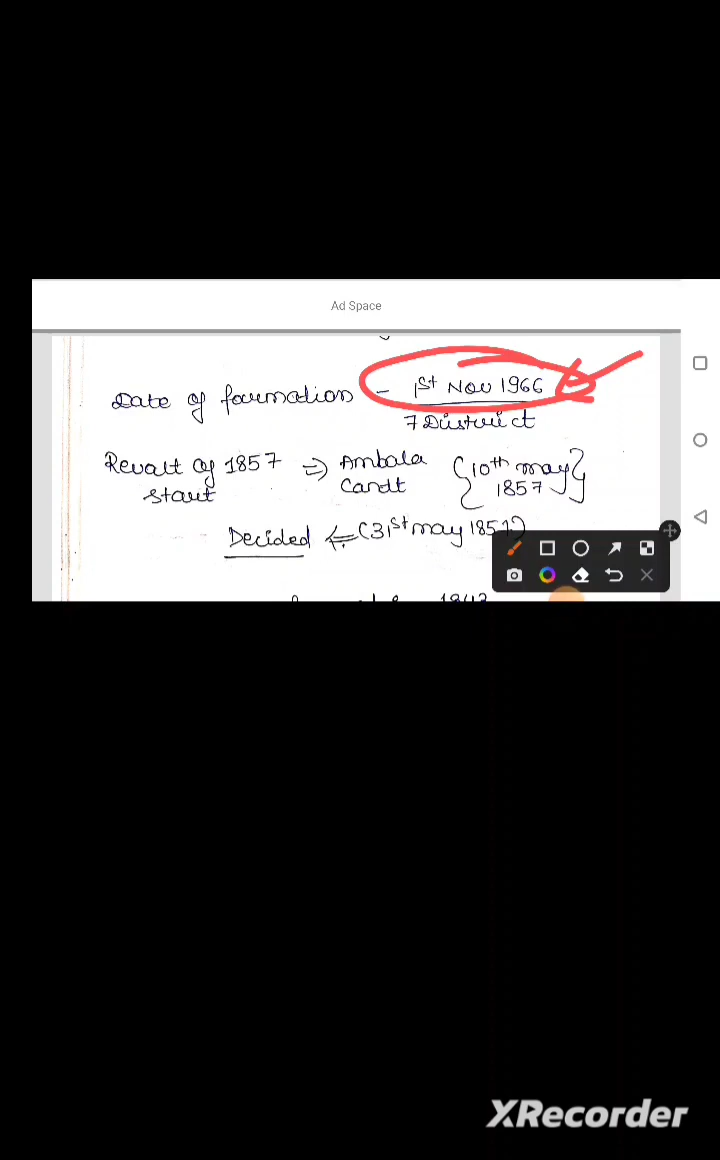 Ad Space
Date of formation - 1st Nov 1966
7 District
Revolt of 1857 => Ambala {10th may}
start Cantt 1857
Decided <= (31st may 1857)
1843
XRecorder